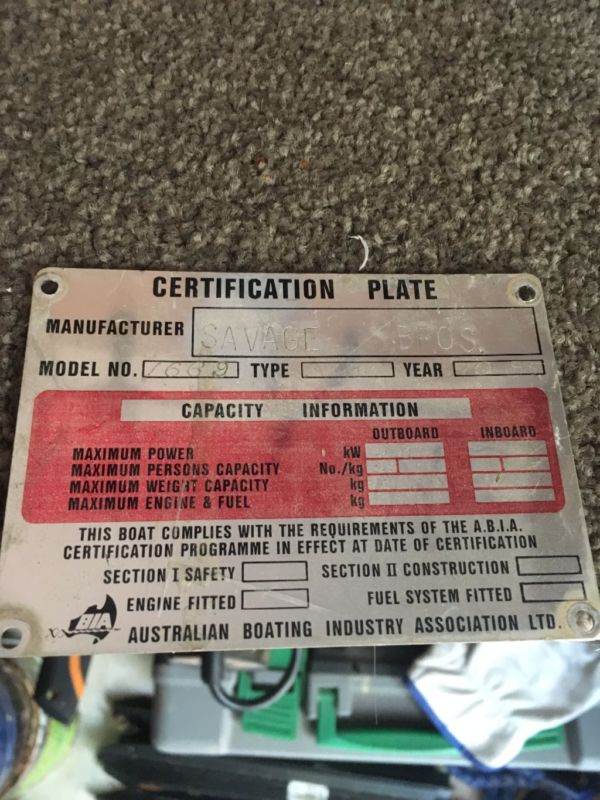 CERTIFICATION PLATE
MANUFACTURER SAVAGE BROS.
MODEL NO. TYPE YEAR
CAPACITY INFORMATION
OUTBOARD INBOARD
MAXIMUM POWER kW
MAXIMUM PERSONS CAPACITY No./kg
MAXIMUM WEIGHT CAPACITY kg
MAXIMUM ENGINE & FUEL kg
THIS BOAT COMPLIES WITH THE REQUIREMENTS OF THE A.B.I.A.
CERTIFICATION PROGRAMME IN EFFECT AT DATE OF CERTIFICATION
SECTION I SAFETY SECTION II CONSTRUCTION
ENGINE FITTED FUEL SYSTEM FITTED
BIA AUSTRALIAN BOATING INDUSTRY ASSOCIATION LTD.